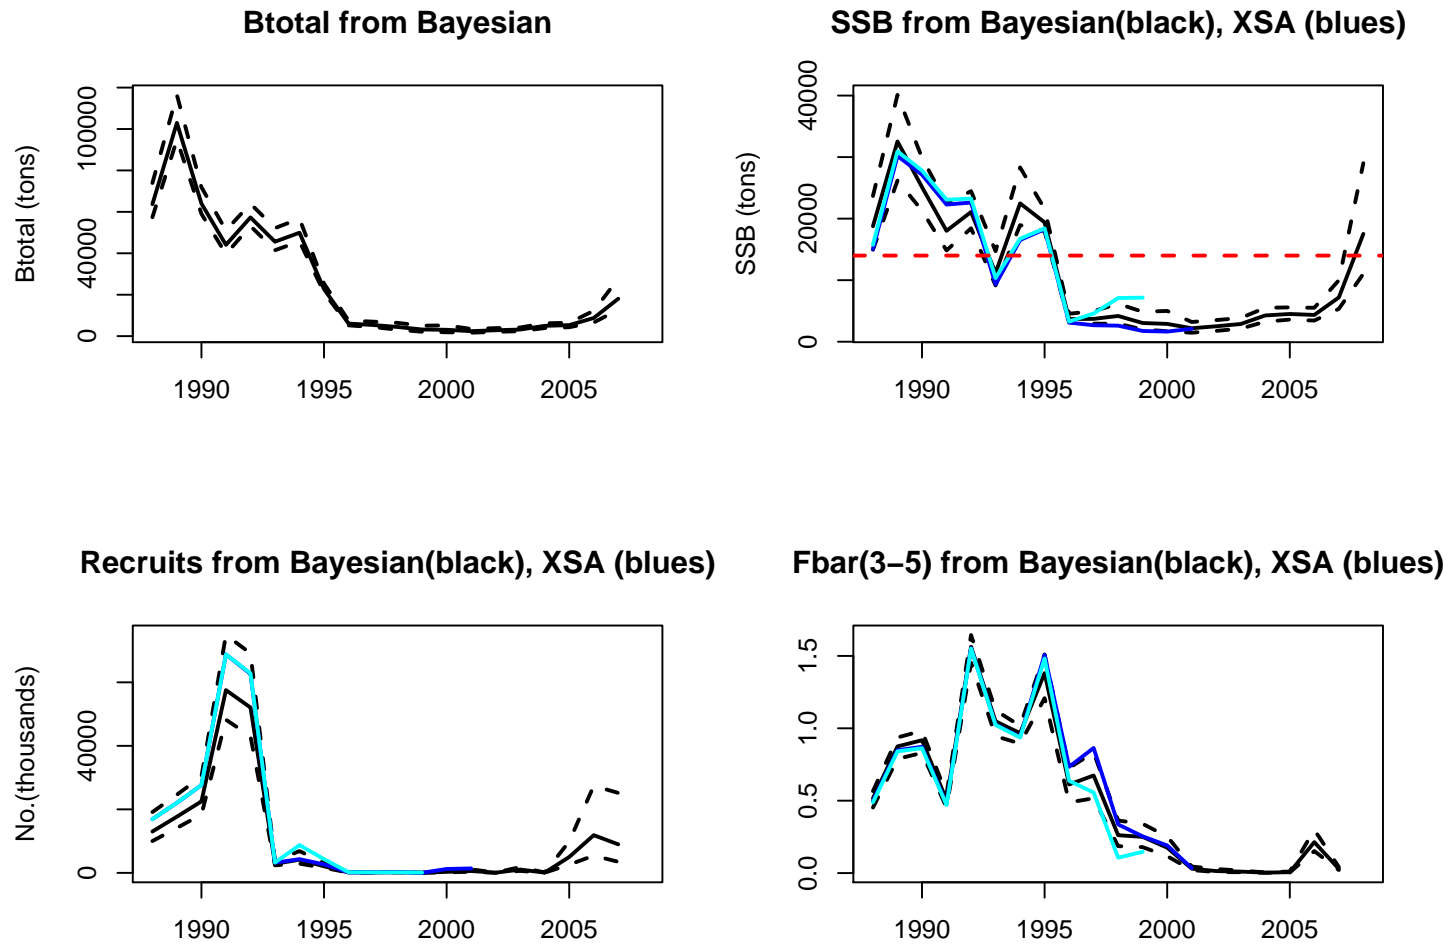 Btotal from Bayesian
Btotal (tons)
100000
40000
0
1990 1995 2000 2005
SSB from Bayesian(black), XSA (blues)
SSB (tons)
40000
20000
0
1990 1995 2000 2005
Recruits from Bayesian(black), XSA (blues)
No.(thousands)
40000
0
1990 1995 2000 2005
Fbar(3−5) from Bayesian(black), XSA (blues)
1.5
1.0
0.5
0.0
1990 1995 2000 2005